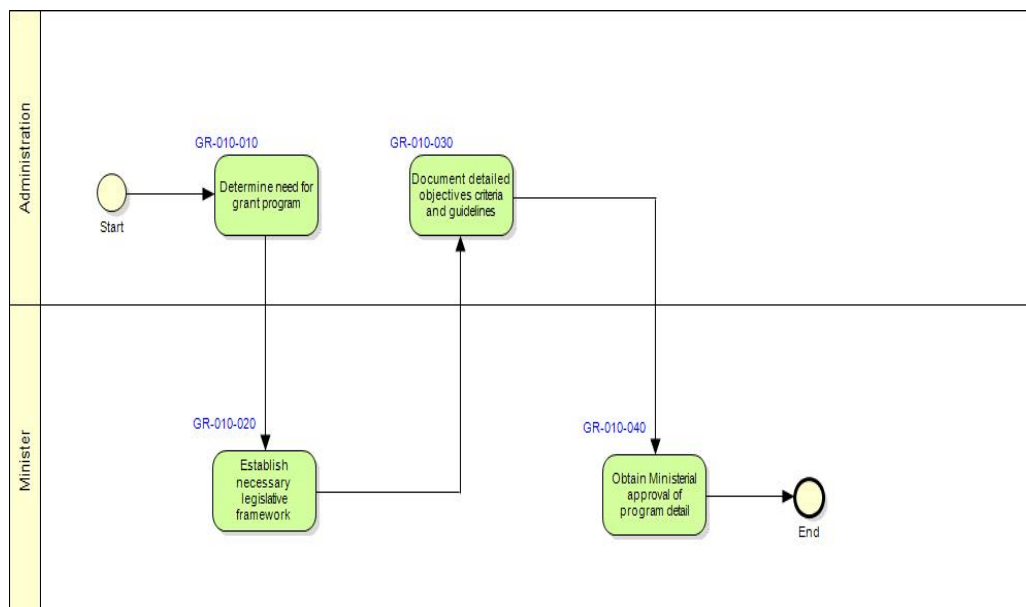 Administration
GR-010-010
Determine need for
grant program
Start
GR-010-030
Document detailed
objectives criteria
and guidelines
Minister
GR-010-020
Establish
necessary
legislative
framework
GR-010-040
Obtain Ministerial
approval of
program detail
End